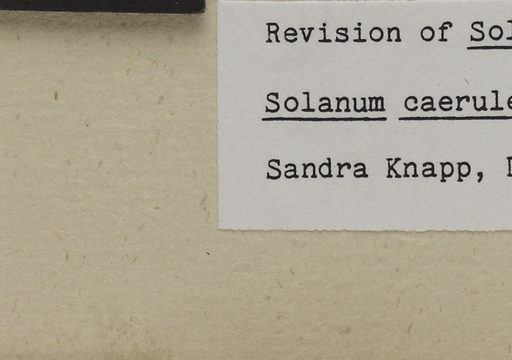 Revision of Sol
Solanum caerule
Sandra Knapp,